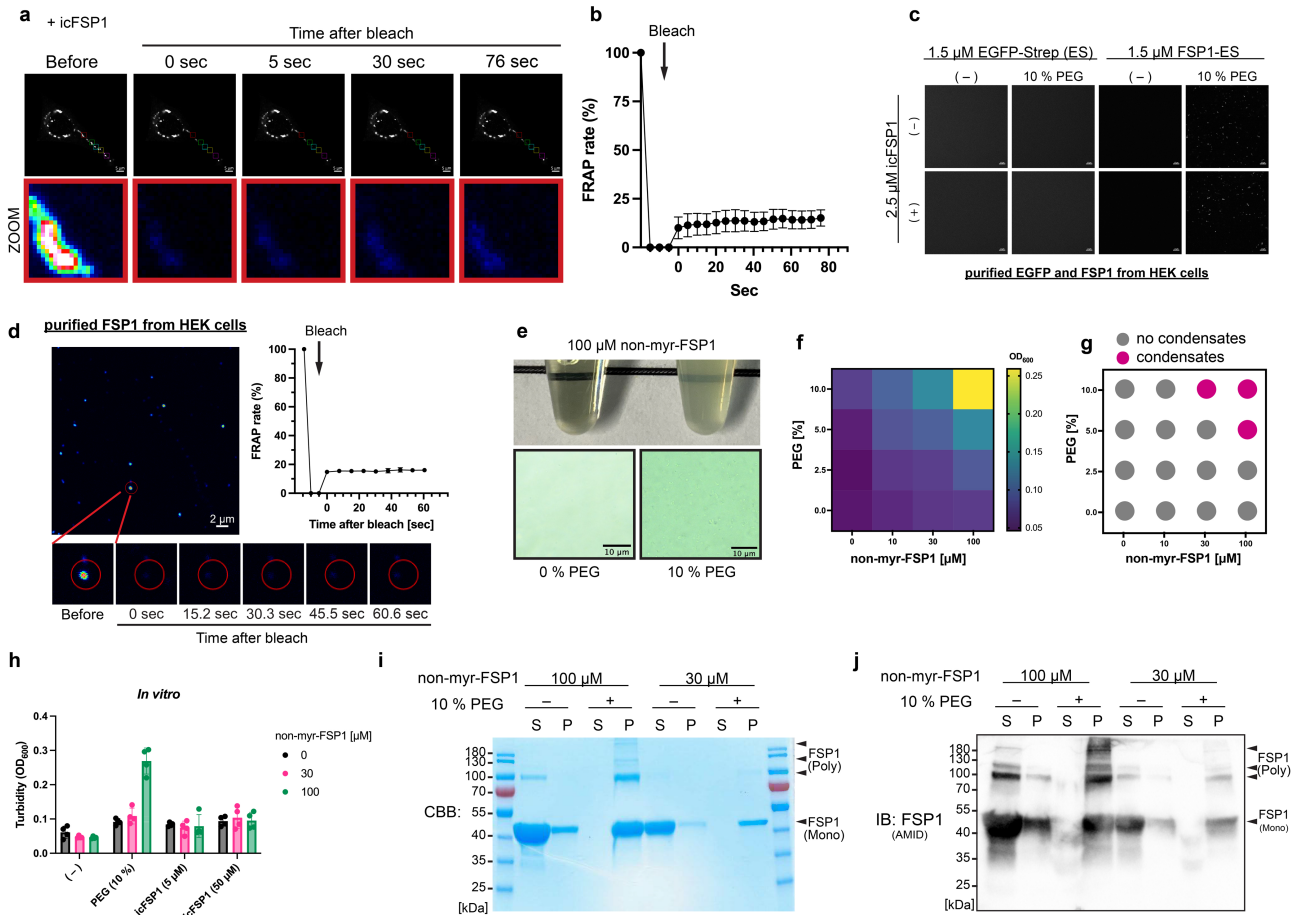 a
+ icFSP1
Time after bleach
Before
0 sec
5 sec
30 sec
76 sec
ZOOM
b
Bleach
FRAP rate (%)
100
75
50
25
0
0
20
40
60
80
Sec
c
1.5 µM EGFP-Strep (ES)
1.5 µM FSP1-ES
( – )
10 % PEG
( – )
10 % PEG
2.5 µM icFSP1
(–)
(+)
purified EGFP and FSP1 from HEK cells
d
purified FSP1 from HEK cells
2 µm
Bleach
FRAP rate (%)
100
80
60
40
20
0
0
20
40
60
Time after bleach [sec]
Before
0 sec
15.2 sec
30.3 sec
45.5 sec
60.6 sec
Time after bleach
e
100 µM non-myr-FSP1
10 µm
10 µm
0 % PEG
10 % PEG
f
OD600
PEG [%]
10.0
5.0
2.5
0.0
0
10
30
100
non-myr-FSP1 [µM]
0.25
0.20
0.15
0.10
0.05
g
no condensates
condensates
PEG [%]
10.0
5.0
2.5
0.0
0
10
30
100
non-myr-FSP1 [µM]
h
In vitro
Turbidity (OD600)
0.4
0.3
0.2
0.1
0.0
(–)
PEG (10 %)
icFSP1 (5 µM)
icFSP1 (50 µM)
non-myr-FSP1 [µM]
0
30
100
i
non-myr-FSP1
100 µM
30 µM
10 % PEG
–
+
–
+
S P S P S P S P
180
130
100
70
55
40
35
25
[kDa]
CBB:
FSP1
(Poly)
FSP1
(Mono)
j
non-myr-FSP1
100 µM
30 µM
10 % PEG
–
+
–
+
S P S P S P S P
180
130
100
70
55
40
35
25
[kDa]
IB: FSP1
(AMID)
FSP1
(Poly)
FSP1
(Mono)